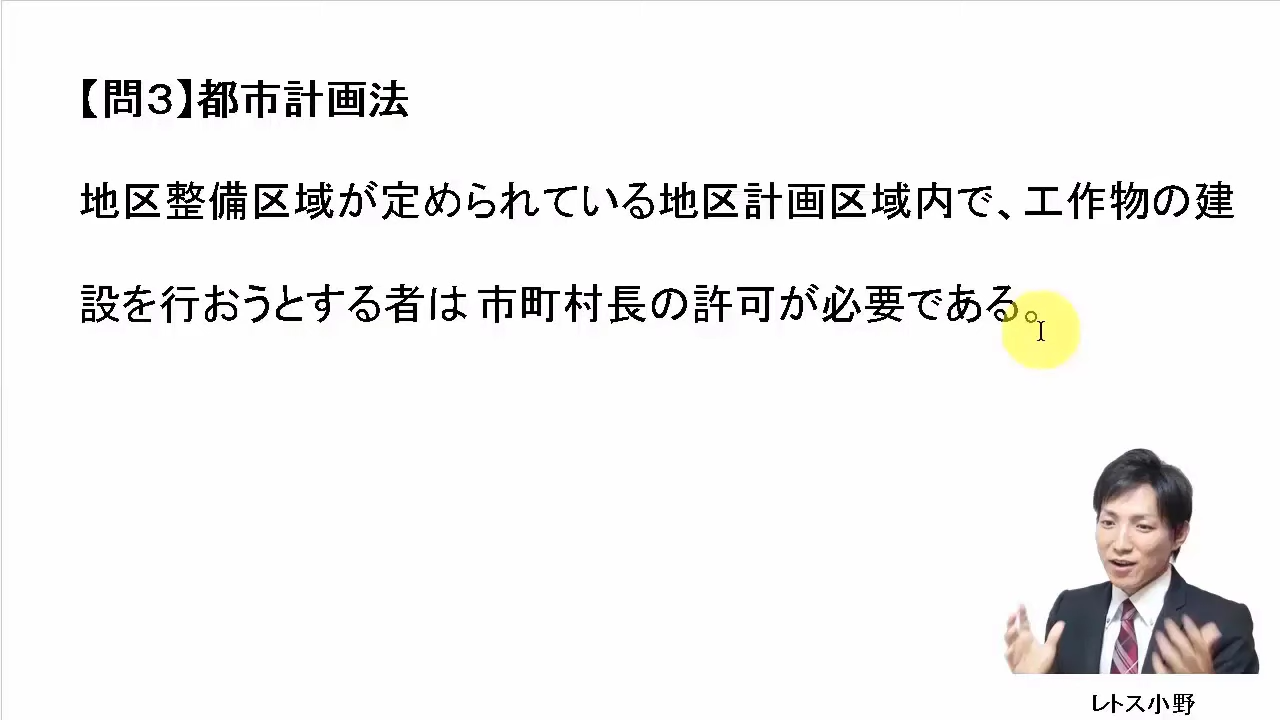 【問3】都市計画法
地区整備区域が定められている地区計画区域内で、工作物の建
設を行おうとする者は市町村長の許可が必要である。
レトス小野